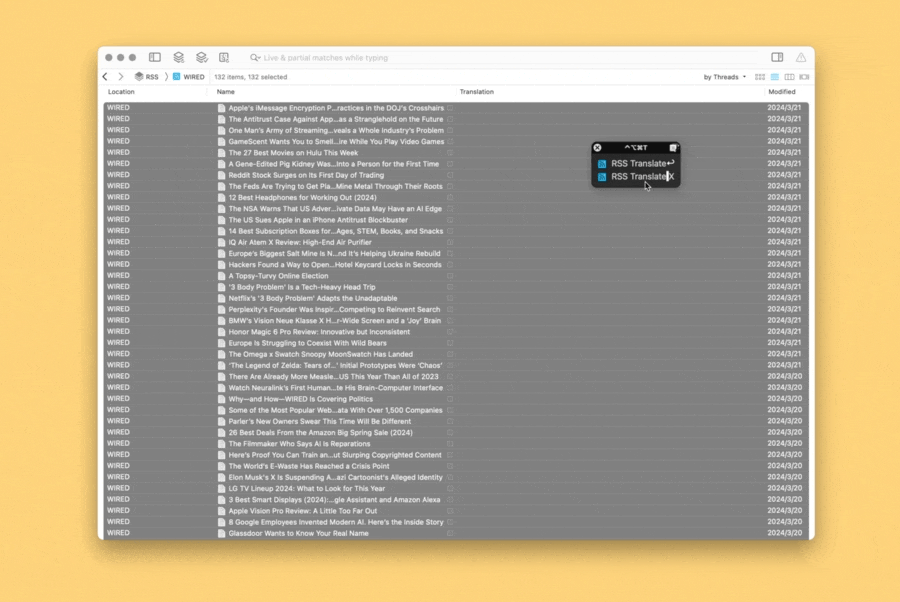 Live & partial matches while typing
RSS WIRED 132 items, 132 selected by Threads
Location Name Translation Modified
WIRED Apple's iMessage Encryption P...ractices in the DOJ's Crosshairs 2024/3/21
WIRED The Antitrust Case Against App...as a Stranglehold on the Future 2024/3/21
WIRED One Man's Army of Streaming...veals a Whole Industry's Problem 2024/3/21
WIRED GameScent Wants You to Smell...ire While You Play Video Games 2024/3/21
WIRED The 27 Best Movies on Hulu This Week 2024/3/21
WIRED A Gene-Edited Pig Kidney Was...Into a Person for the First Time 2024/3/21
WIRED Reddit Stock Surges on Its First Day of Trading 2024/3/21
WIRED The Feds Are Trying to Get Pla...Mine Metal Through Their Roots 2024/3/21
WIRED 12 Best Headphones for Working Out (2024) 2024/3/21
WIRED The NSA Warns That US Adver...ivate Data May Have an AI Edge 2024/3/21
WIRED The US Sues Apple in an iPhone Antitrust Blockbuster 2024/3/21
WIRED 14 Best Subscription Boxes for...Ages, STEM, Books, and Snacks 2024/3/21
WIRED IQ Air Atem X Review: High-End Air Purifier 2024/3/21
WIRED Europe's Biggest Salt Mine Is N...nd It's Helping Ukraine Rebuild 2024/3/21
WIRED Hackers Found a Way to Open...Hotel Keycard Locks in Seconds 2024/3/21
WIRED A Topsy-Turvy Online Election 2024/3/21
WIRED '3 Body Problem' Is a Tech-Heavy Head Trip 2024/3/21
WIRED Netflix's '3 Body Problem' Adapts the Unadaptable 2024/3/21
WIRED Perplexity's Founder Was Inspir...Competing to Reinvent Search 2024/3/21
WIRED BMW's Vision Neue Klasse X H...r-Wide Screen and a 'Joy' Brain 2024/3/21
WIRED Honor Magic 6 Pro Review: Innovative but Inconsistent 2024/3/21
WIRED Europe Is Struggling to Coexist With Wild Bears 2024/3/21
WIRED The Omega x Swatch Snoopy MoonSwatch Has Landed 2024/3/21
WIRED 'The Legend of Zelda: Tears of...' Initial Prototypes Were 'Chaos' 2024/3/21
WIRED There Are Already More Measle...US This Year Than All of 2023 2024/3/20
WIRED Watch Neuralink's First Human...te His Brain-Computer Interface 2024/3/20
WIRED Why—and How—WIRED Is Covering Politics 2024/3/20
WIRED Some of the Most Popular Web...ata With Over 1,500 Companies 2024/3/20
WIRED Parler's New Owners Swear This Time Will Be Different 2024/3/20
WIRED 26 Best Deals From the Amazon Big Spring Sale (2024) 2024/3/20
WIRED The Filmmaker Who Says AI Is Reparations 2024/3/20
WIRED Here's Proof You Can Train an...ut Slurping Copyrighted Content 2024/3/20
WIRED The World's E-Waste Has Reached a Crisis Point 2024/3/20
WIRED Elon Musk's X Is Suspending A...azi Cartoonist's Alleged Identity 2024/3/20
WIRED LG TV Lineup 2024: What to Look for This Year 2024/3/20
WIRED 3 Best Smart Displays (2024):...gle Assistant and Amazon Alexa 2024/3/20
WIRED Apple Vision Pro Review: A Little Too Far Out 2024/3/20
WIRED 8 Google Employees Invented Modern AI. Here's the Inside Story 2024/3/20
WIRED Glassdoor Wants to Know Your Real Name 2024/3/20
⌃⌥⌘T
RSS Translate↩
RSS Translate X